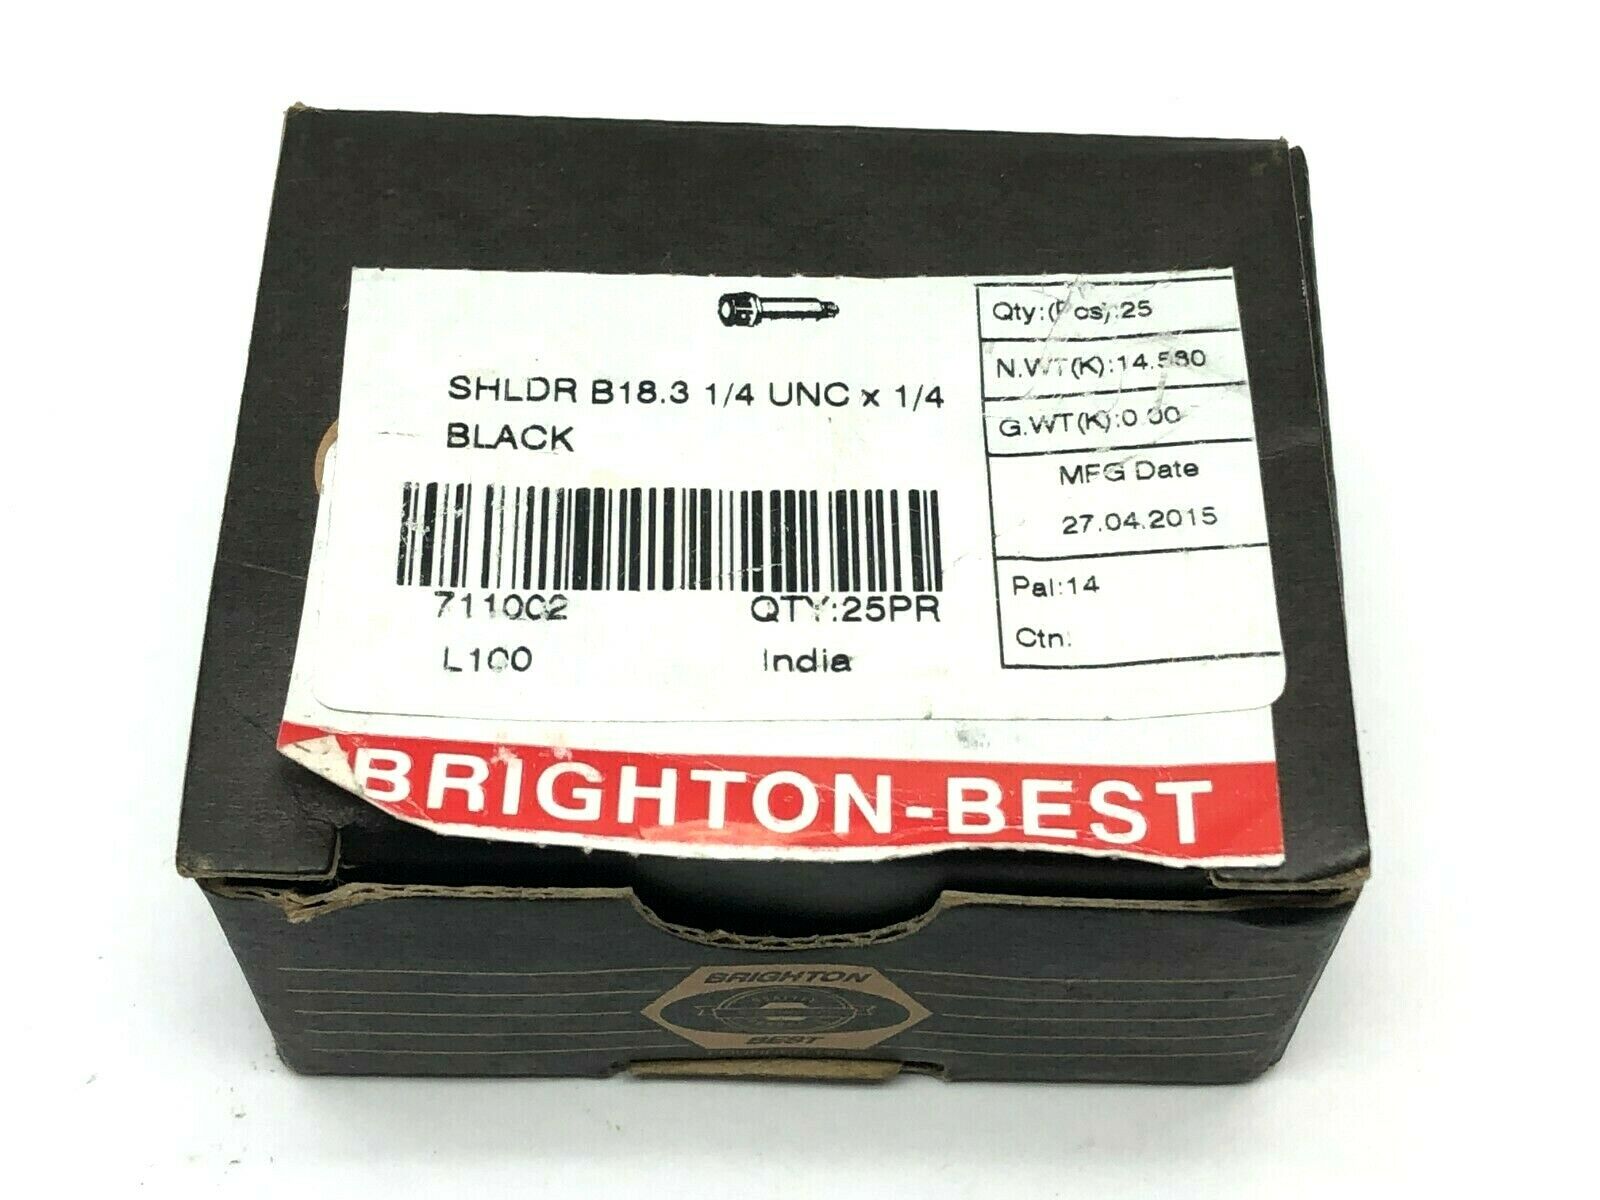 SHLDR B18.3 1/4 UNC x 1/4
BLACK
711002 QTY:25PR
L100 India
Qty:(Pcs):25
N.WT(K):14.580
G.WT(K):0.00
MFG Date
27.04.2015
Pal:14
Ctn:
BRIGHTON-BEST
BRIGHTON
BEST